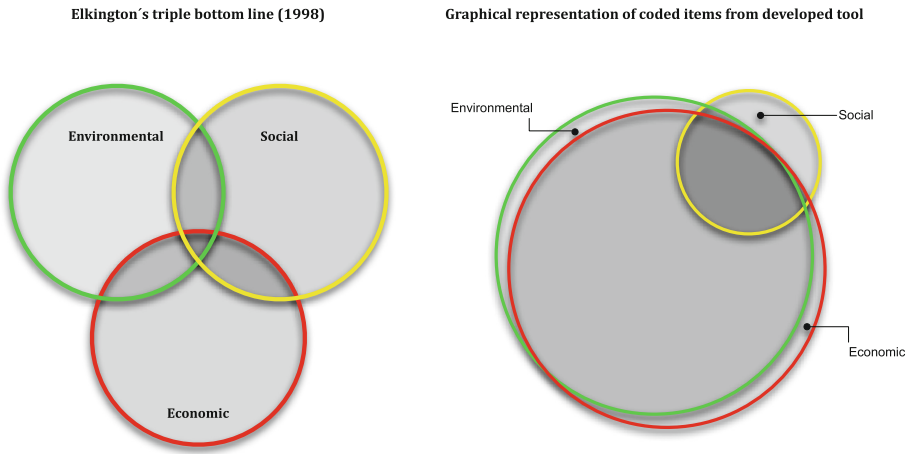 Elkington´s triple bottom line (1998)
Graphical representation of coded items from developed tool
Environmental
Social
Economic
Environmental
Social
Economic